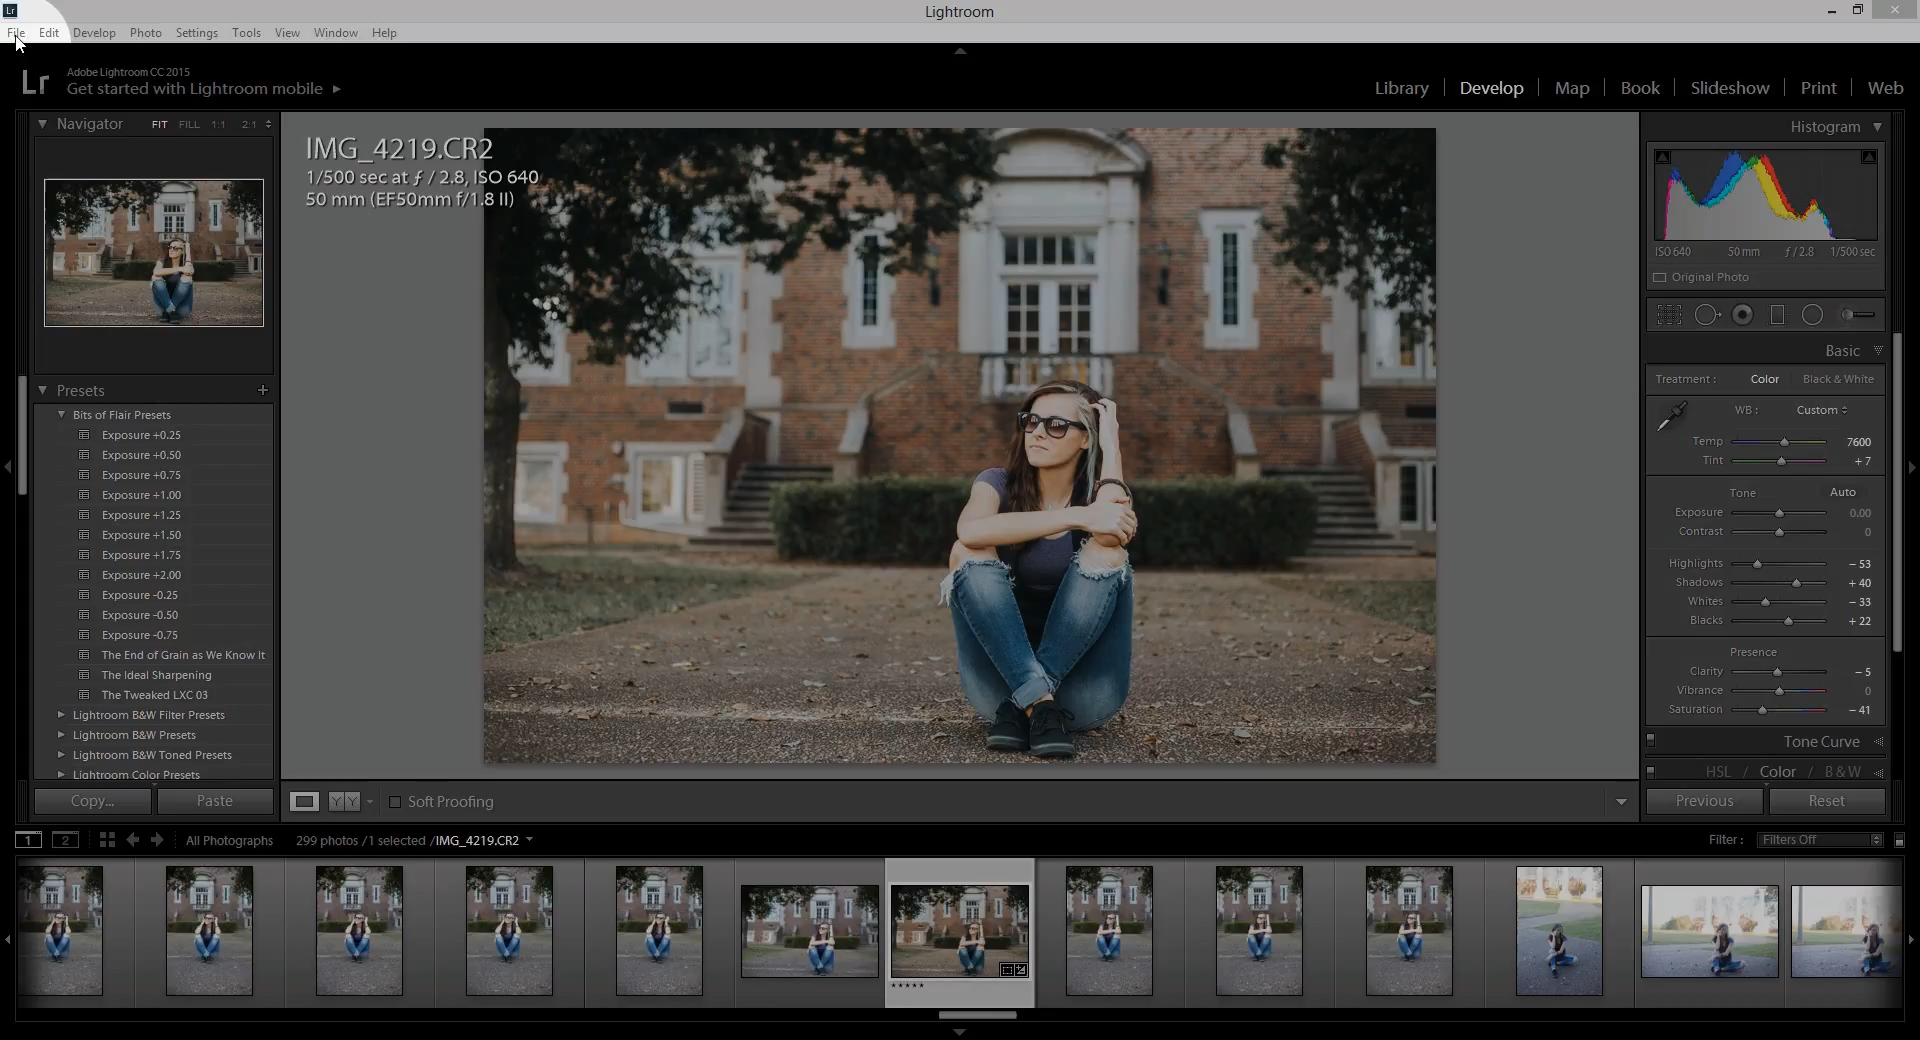 Lr
Lightroom
File Edit Develop Photo Settings Tools View Window Help
Lr
Adobe Lightroom CC 2015
Get started with Lightroom mobile
Library Develop Map Book Slideshow Print Web
Navigator FIT FILL 1:1 2:1
Histogram
IMG_4219.CR2
1/500 sec at ƒ / 2.8, ISO 640
50 mm (EF50mm f/1.8 II)
ISO 640 50 mm ƒ / 2.8 1/500 sec
Original Photo
Basic
Treatment : Color Black & White
WB : Custom
Temp 7600
Tint + 7
Tone Auto
Exposure 0.00
Contrast 0
Highlights – 53
Shadows + 40
Whites – 33
Blacks + 22
Presence
Clarity – 5
Vibrance 0
Saturation – 41
Tone Curve
HSL / Color / B & W
Previous Reset
Presets +
Bits of Flair Presets
Exposure +0.25
Exposure +0.50
Exposure +0.75
Exposure +1.00
Exposure +1.25
Exposure +1.50
Exposure +1.75
Exposure +2.00
Exposure -0.25
Exposure -0.50
Exposure -0.75
The End of Grain as We Know It
The Ideal Sharpening
The Tweaked LXC 03
Lightroom B&W Filter Presets
Lightroom B&W Presets
Lightroom B&W Toned Presets
Lightroom Color Presets
Copy... Paste
YY Soft Proofing
1 2 All Photographs 299 photos /1 selected /IMG_4219.CR2
Filter : Filters Off